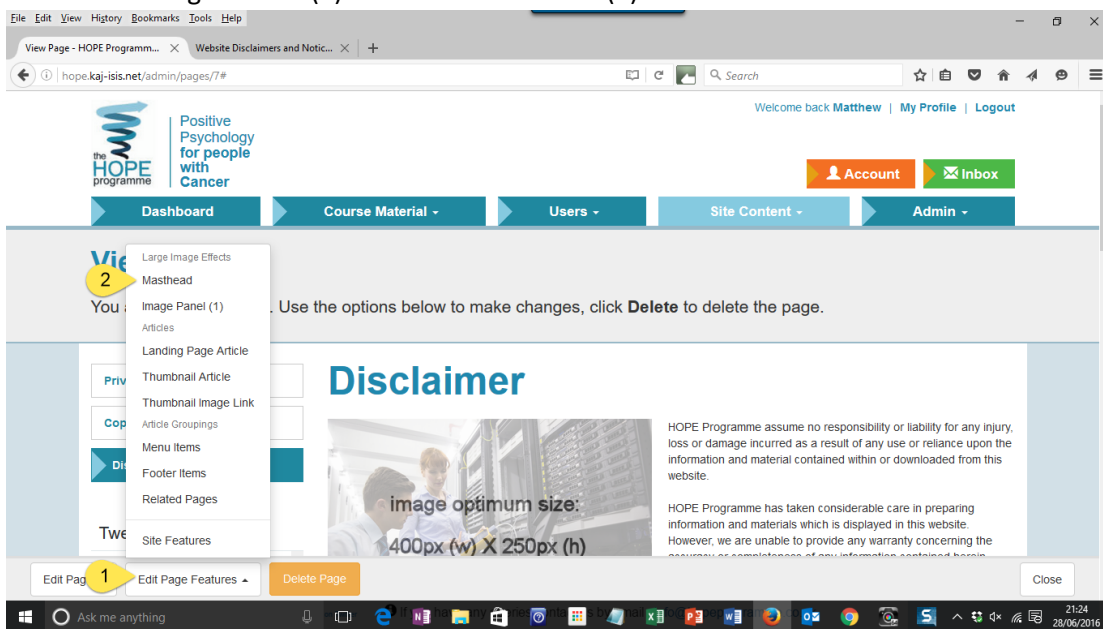 File Edit View History Bookmarks Tools Help
View Page - HOPE Programm... Website Disclaimers and Notic...
hope.kaj-isis.net/admin/pages/7#
Search
Welcome back Matthew | My Profile | Logout
Positive
Psychology
for people
with
Cancer
the
HOPE
programme
Account Inbox
Dashboard Course Material Users Site Content Admin
Large Image Effects
2 Masthead
Image Panel (1)
You . Use the options below to make changes, click Delete to delete the page.
Articles
Landing Page Article
Thumbnail Article
Thumbnail Image Link
Article Groupings
Menu Items
Footer Items
Related Pages
Site Features
Disclaimer
HOPE Programme assume no responsibility or liability for any injury,
loss or damage incurred as a result of any use or reliance upon the
information and material contained within or downloaded from this
website.
image optimum size:
400px (w) X 250px (h)
HOPE Programme has taken considerable care in preparing
information and materials which is displayed in this website.
However, we are unable to provide any warranty concerning the
Edit 1 Edit Page Features Delete Page Close
Ask me anything
21:24
28/06/2016